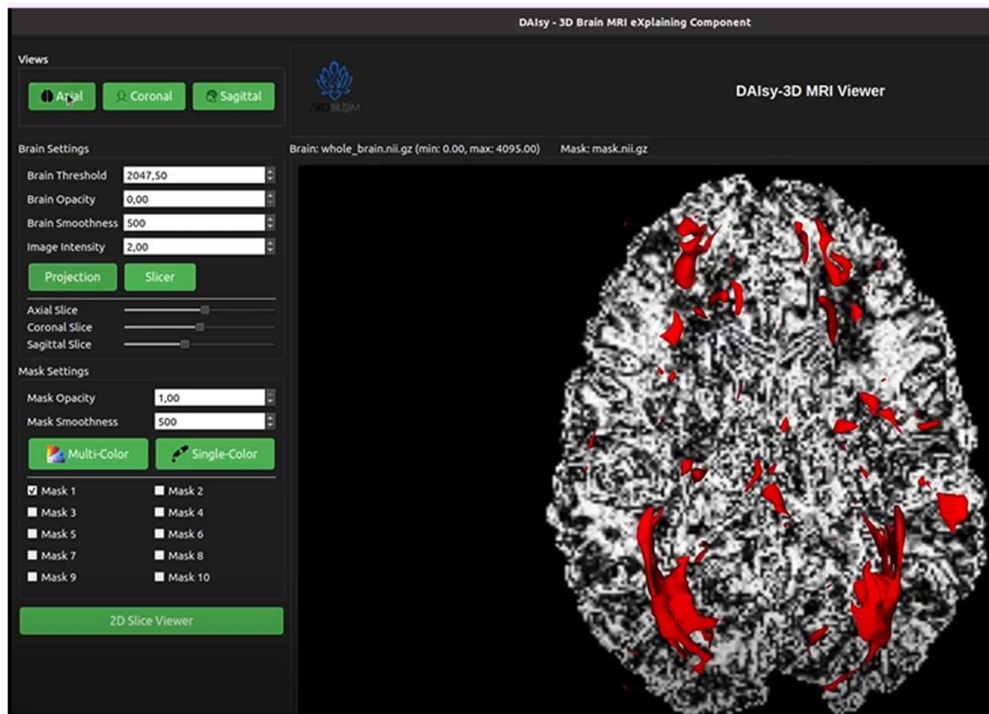 DAIsy - 3D Brain MRI eXplaining Component
Views
Axial Coronal Sagittal
ARD BİLİŞİM
DAIsy-3D MRI Viewer
Brain Settings
Brain: whole_brain.nii.gz (min: 0.00, max: 4095.00) Mask: mask.nii.gz
Brain Threshold 2047,50
Brain Opacity 0,00
Brain Smoothness 500
Image Intensity 2,00
Projection Slicer
Axial Slice
Coronal Slice
Sagittal Slice
Mask Settings
Mask Opacity 1,00
Mask Smoothness 500
Multi-Color Single-Color
Mask 1 Mask 2
Mask 3 Mask 4
Mask 5 Mask 6
Mask 7 Mask 8
Mask 9 Mask 10
2D Slice Viewer